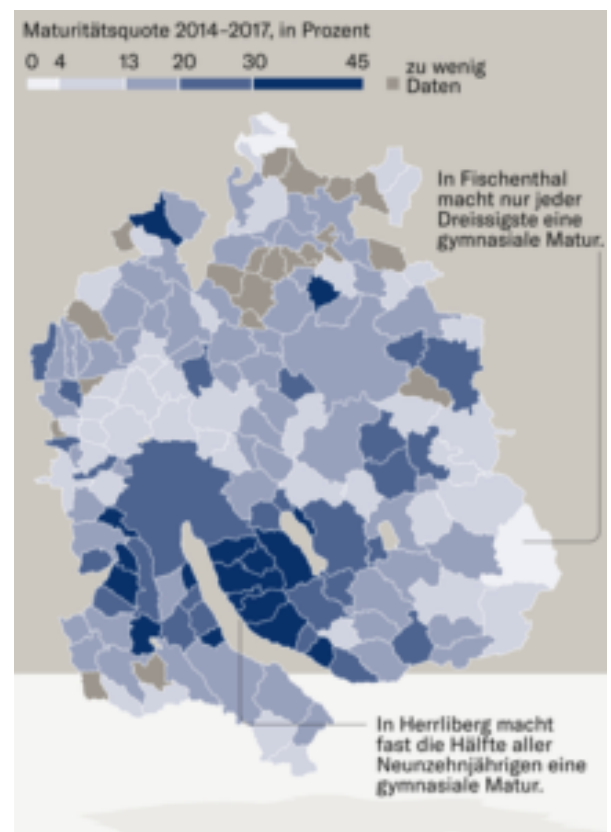 Maturitätsquote 2014–2017, in Prozent
0 4 13 20 30 45
zu wenig
Daten
In Fischenthal
macht nur jeder
Dreissigste eine
gymnasiale Matur.
In Herrliberg macht
fast die Hälfte aller
Neunzehnjährigen eine
gymnasiale Matur.